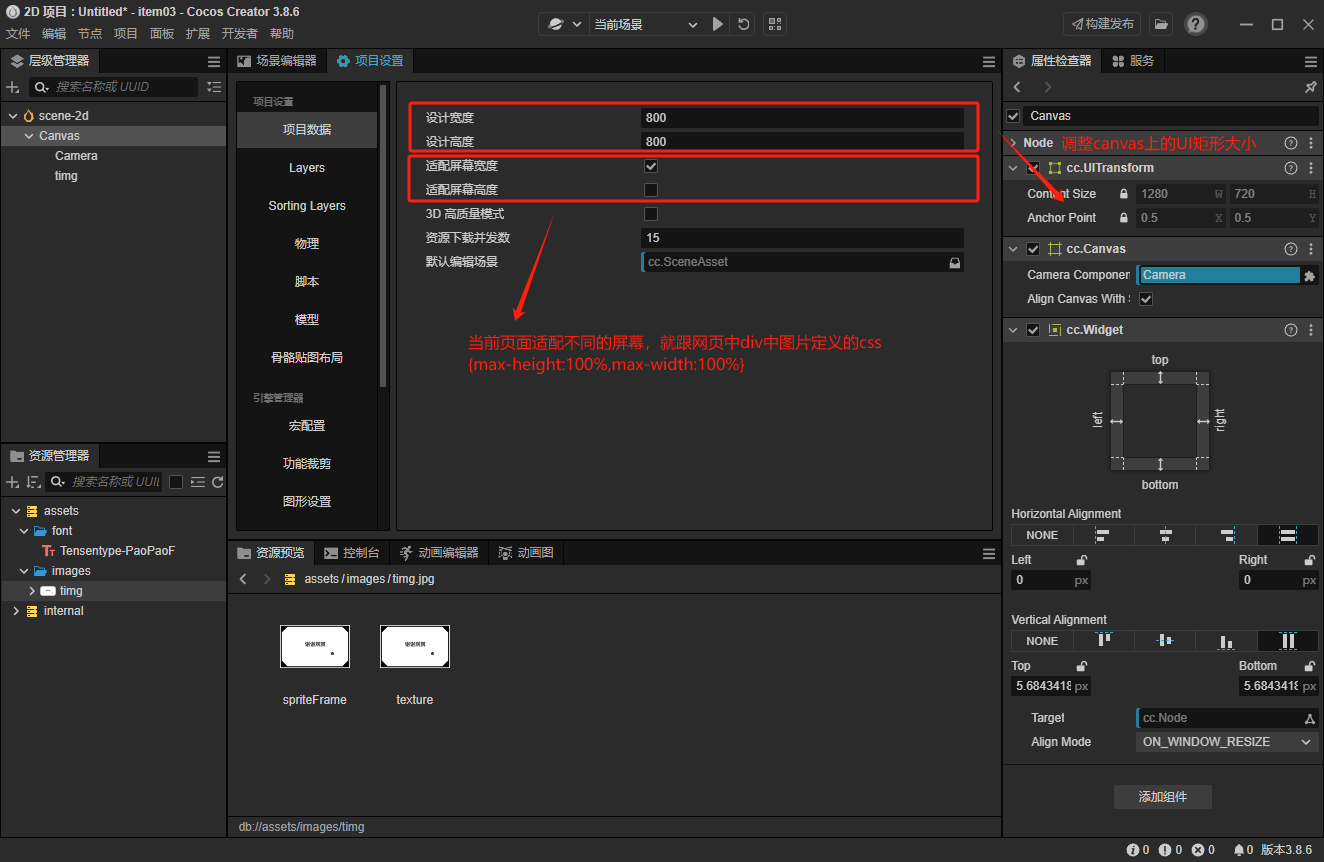 2D 项目 : Untitled* - item03 - Cocos Creator 3.8.6
文件 编辑 节点 项目 面板 扩展 开发者 帮助
当前场景
构建发布
层级管理器
搜索名称或 UUID
scene-2d
Canvas
Camera
timg
资源管理器
搜索名称或 UUID
assets
font
Tensentype-PaoPaoF
images
timg
internal
场景编辑器 项目设置
项目设置
项目数据
Layers
Sorting Layers
物理
脚本
模型
骨骼贴图布局
引擎管理器
宏配置
功能裁剪
图形设置
设计宽度 800
设计高度 800
适配屏幕宽度
适配屏幕高度
3D 高质量模式
资源下载并发数 15
默认编辑场景 cc.SceneAsset
当前页面适配不同的屏幕，就跟网页中div中图片定义的css
{max-height:100%,max-width:100%}
资源预览 控制台 动画编辑器 动画图
assets / images / timg.jpg
谢谢观赏 谢谢观赏
spriteFrame texture
db://assets/images/timg
属性检查器 服务
Canvas
Node 调整canvas上的UI矩形大小
cc.UITransform
Content Size 1280 W 720 H
Anchor Point 0.5 X 0.5 Y
cc.Canvas
Camera Componen Camera
Align Canvas With S
cc.Widget
top
left
right
bottom
Horizontal Alignment
NONE
Left Right
0 px 0 px
Vertical Alignment
NONE
Top Bottom
5.6843418 px 5.6843418 px
Target cc.Node
Align Mode ON_WINDOW_RESIZE
添加组件
0 0 0 0 版本3.8.6